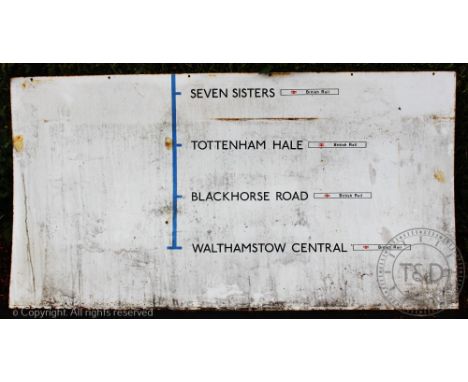 SEVEN SISTERS British Rail
TOTTENHAM HALE British Rail
BLACKHORSE ROAD British Rail
WALTHAMSTOW CENTRAL British Rail
T&D
© Copyright. All rights reserved